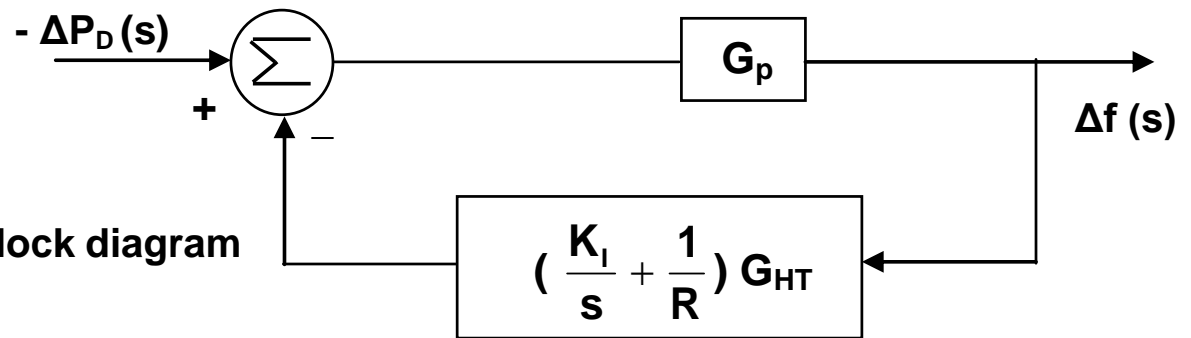 - ΔP_D (s)
Σ
+
−
G_p
Δf (s)
lock diagram
( K_I/s + 1/R ) G_HT